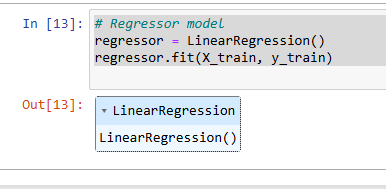 In [13]: # Regressor model
regressor = LinearRegression()
regressor.fit(X_train, y_train)
Out[13]: ▾ LinearRegression
LinearRegression()